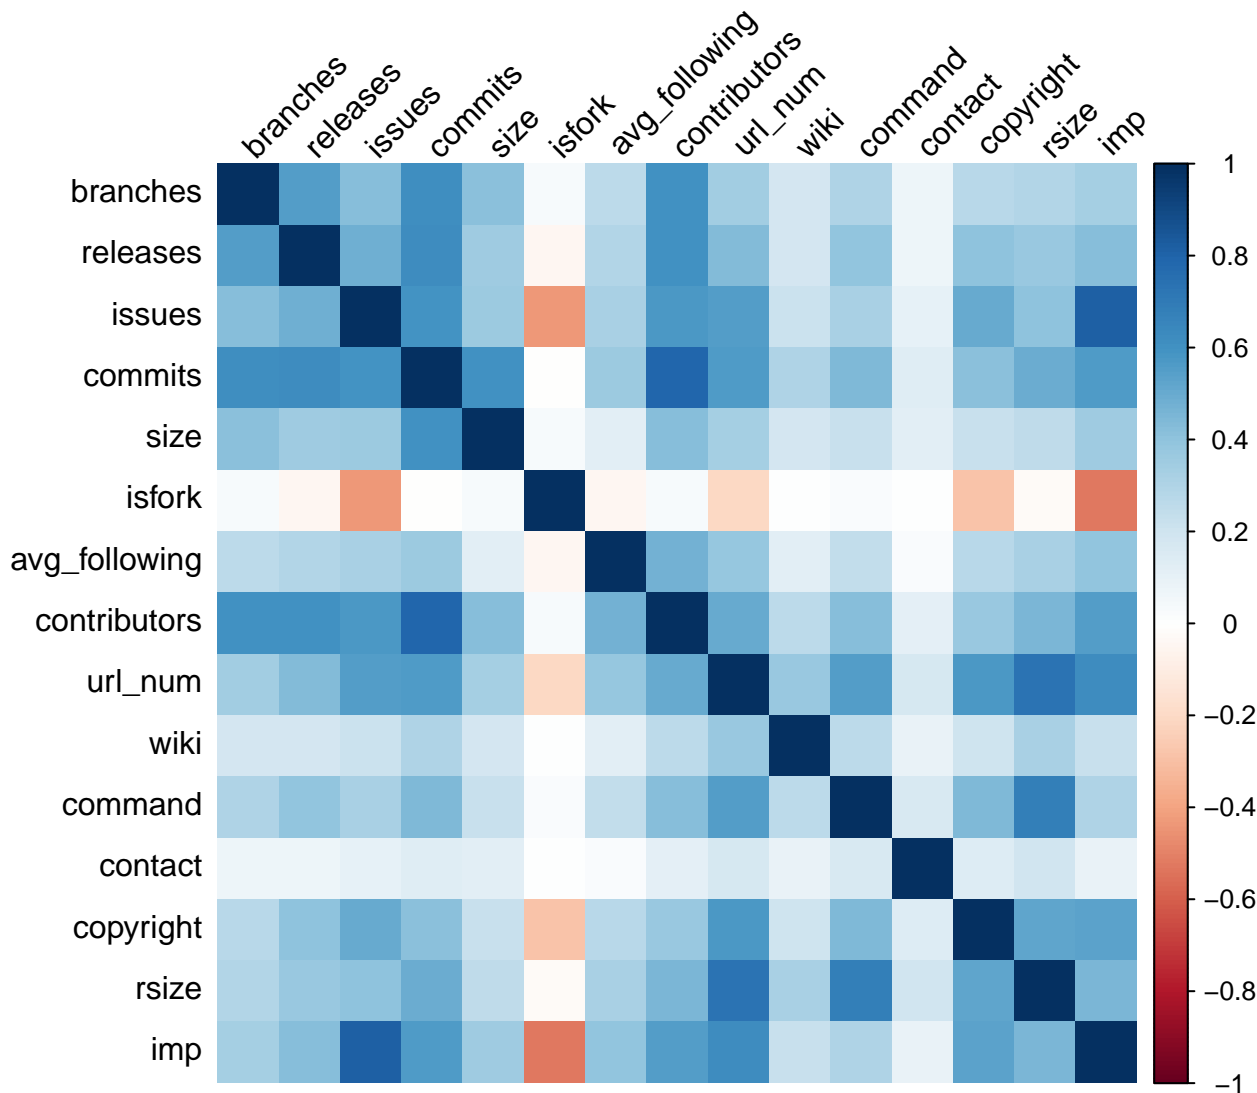 branches
releases
issues
commits
size
isfork
avg_following
contributors
url_num
wiki
command
contact
copyright
rsize
imp
branches
releases
issues
commits
size
isfork
avg_following
contributors
url_num
wiki
command
contact
copyright
rsize
imp
1
0.8
0.6
0.4
0.2
0
−0.2
−0.4
−0.6
−0.8
−1